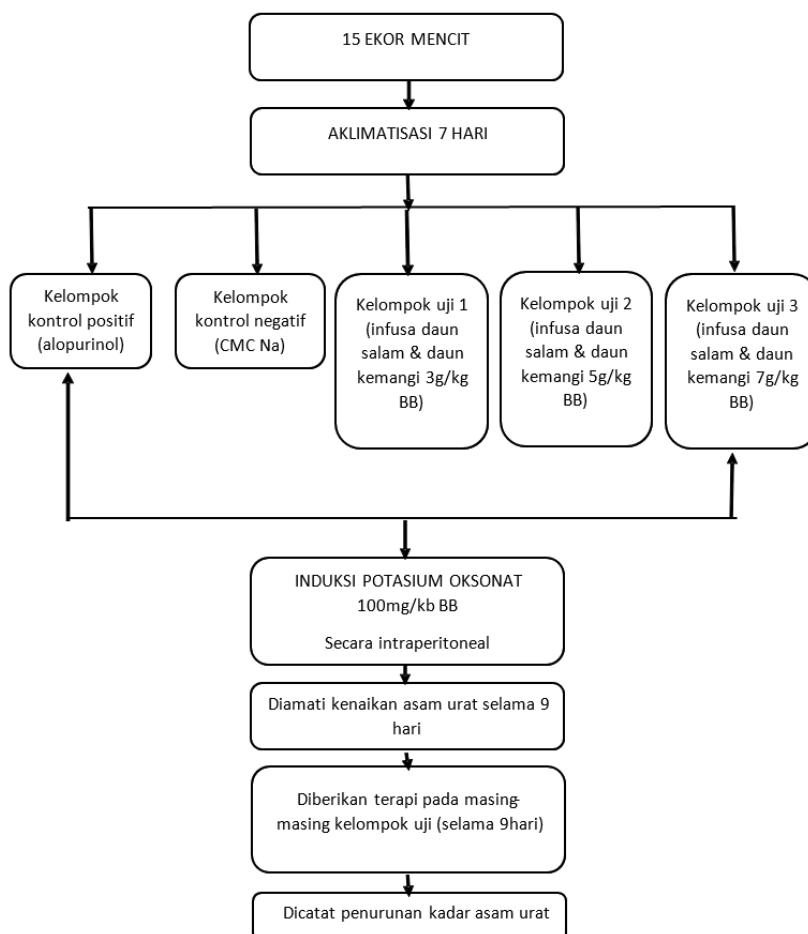 15 EKOR MENCIT
AKLIMATISASI 7 HARI
Kelompok
kontrol positif
(alopurinol)
Kelompok
kontrol negatif
(CMC Na)
Kelompok uji 1
(infusa daun
salam & daun
kemangi 3g/kg
BB)
Kelompok uji 2
(infusa daun
salam & daun
kemangi 5g/kg
BB)
Kelompok uji 3
(infusa daun
salam & daun
kemangi 7g/kg
BB)
INDUKSI POTASIUM OKSONAT
100mg/kb BB
Secara intraperitoneal
Diamati kenaikan asam urat selama 9
hari
Diberikan terapi pada masing-
masing kelompok uji (selama 9hari)
Dicatat penurunan kadar asam urat